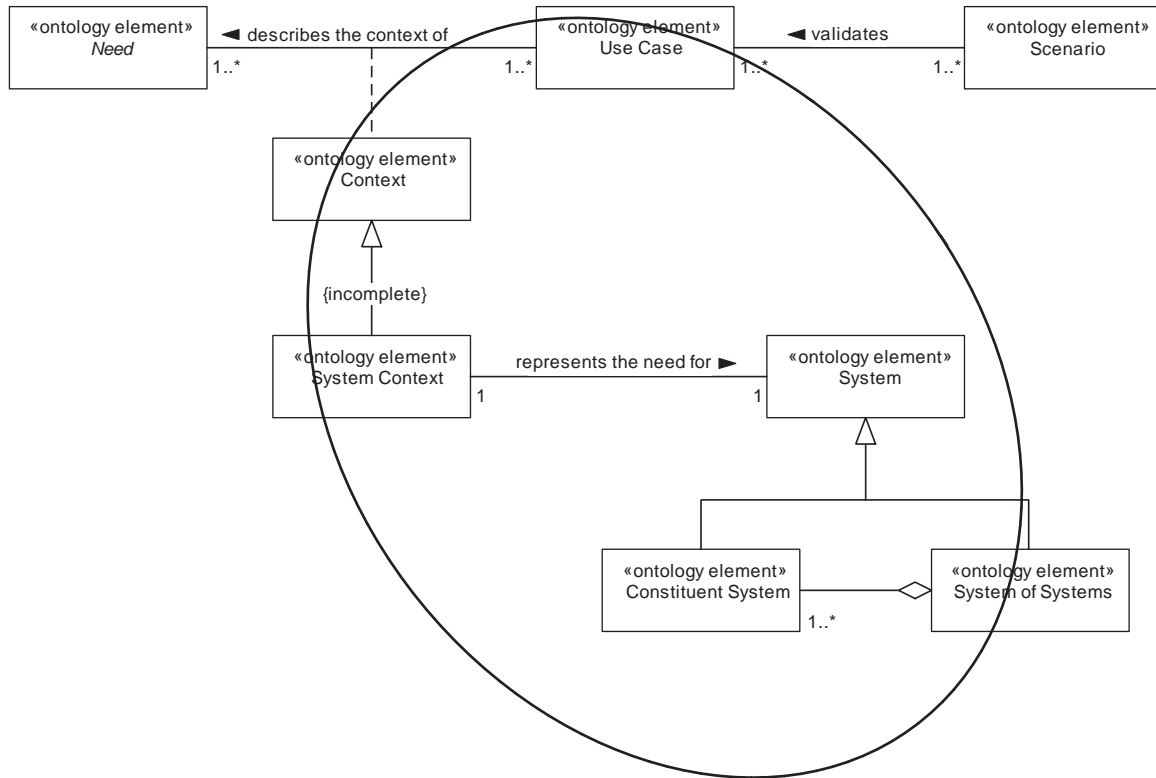 «ontology element»
Need
◄ describes the context of
1..*
1..*
«ontology element»
Use Case
◄ validates
1..*
1..*
«ontology element»
Scenario
«ontology element»
Context
{incomplete}
«ontology element»
System Context
represents the need for ►
1
1
«ontology element»
System
«ontology element»
Constituent System
1..*
«ontology element»
System of Systems